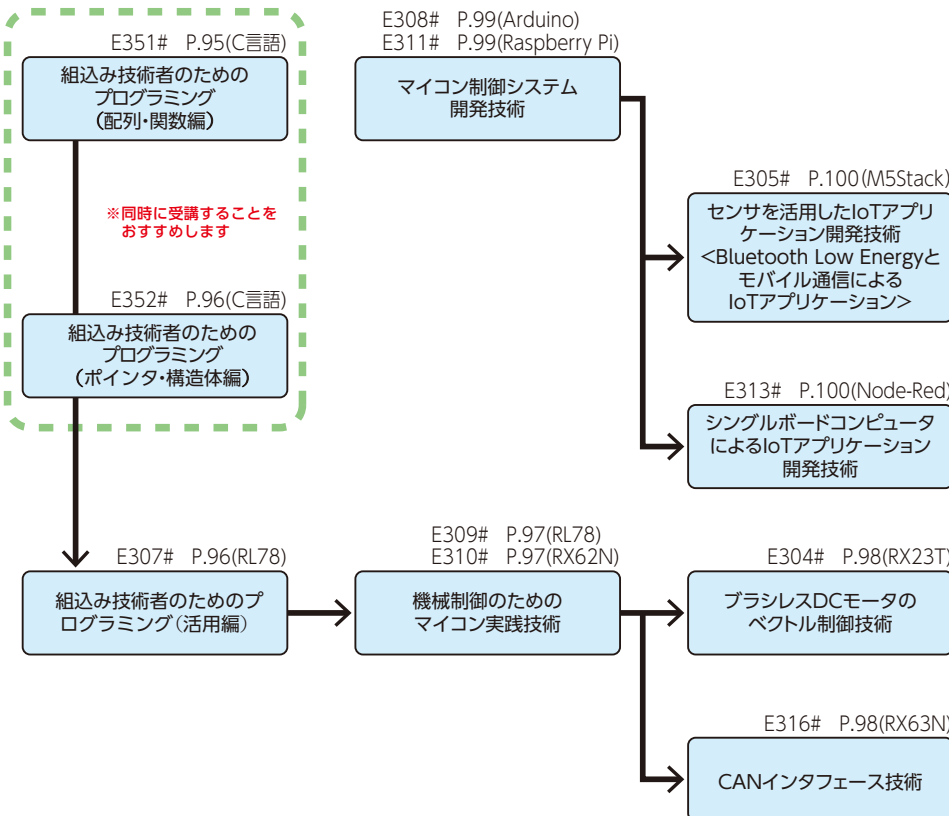 E351# P.95(C言語)
組込み技術者のための
プログラミング
(配列・関数編)
※同時に受講することを
おすすめします
E352# P.96(C言語)
組込み技術者のための
プログラミング
(ポインタ・構造体編)
E308# P.99(Arduino)
E311# P.99(Raspberry Pi)
マイコン制御システム
開発技術
E305# P.100(M5Stack)
センサを活用したIoTアプリ
ケーション開発技術
<Bluetooth Low Energyと
モバイル通信による
IoTアプリケーション>
E313# P.100(Node-Red)
シングルボードコンピュータ
によるIoTアプリケーション
開発技術
E307# P.96(RL78)
組込み技術者のためのプ
ログラミング(活用編)
E309# P.97(RL78)
E310# P.97(RX62N)
機械制御のための
マイコン実践技術
E304# P.98(RX23T)
ブラシレスDCモータの
ベクトル制御技術
E316# P.98(RX63N)
CANインタフェース技術